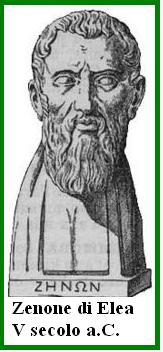 ΖΗΝΩΝ
Zenone di Elea
V secolo a.C.